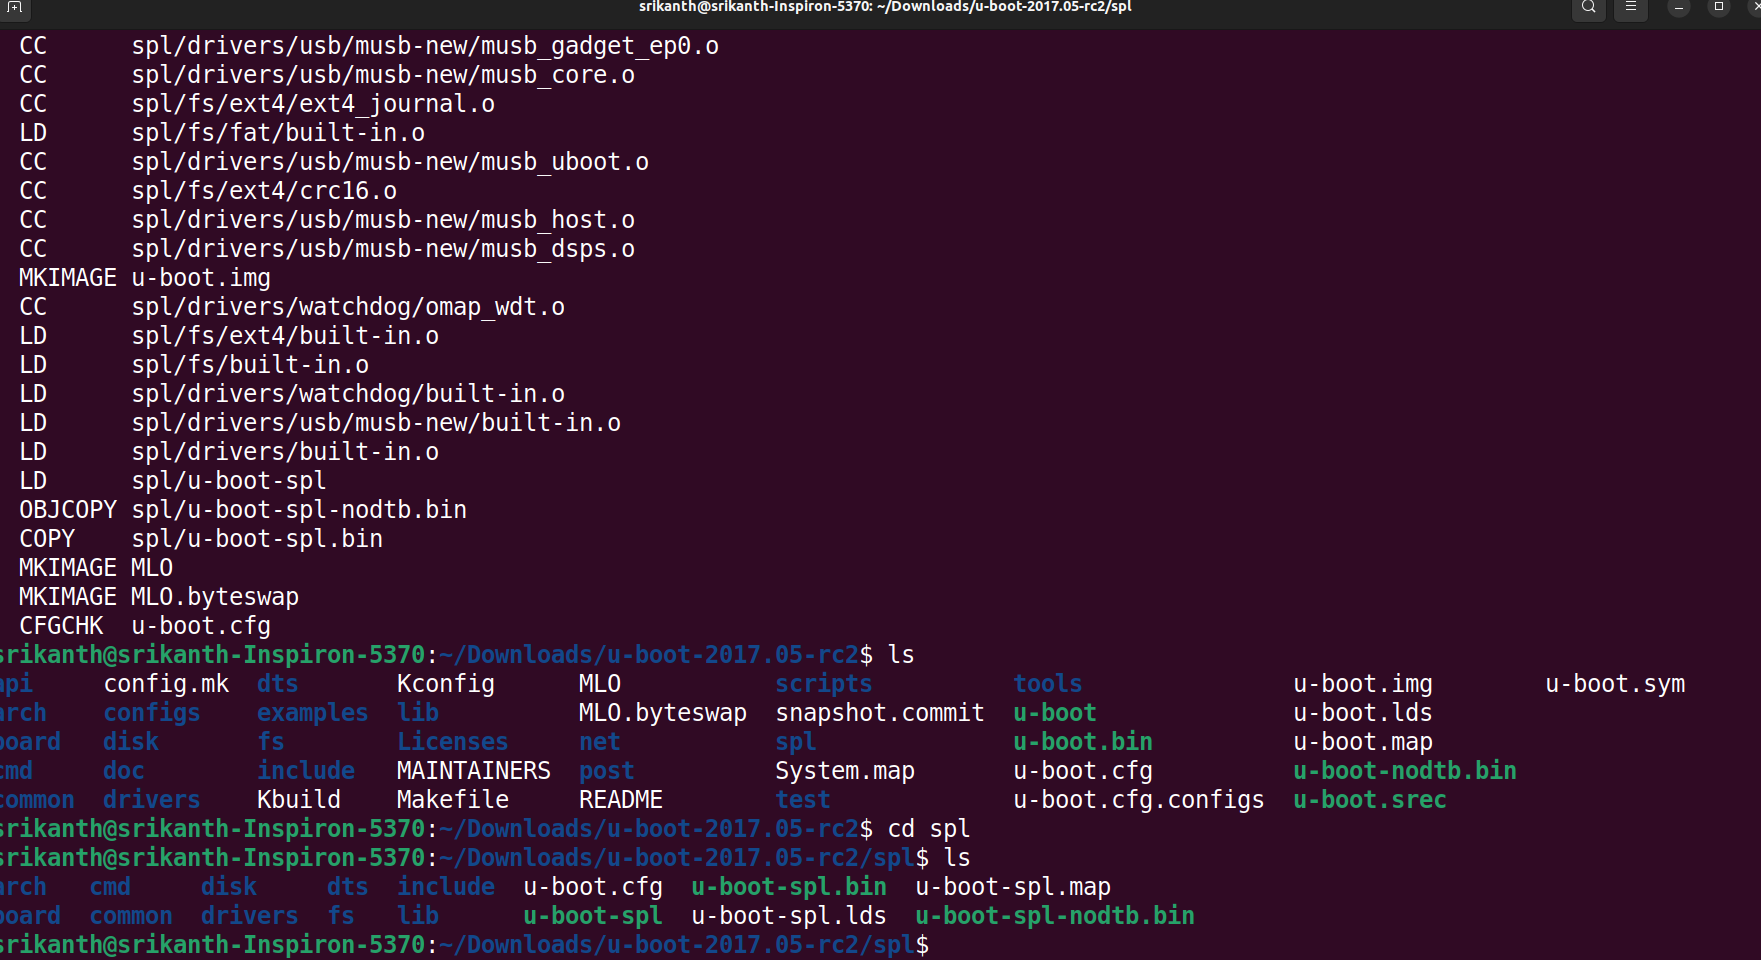 srikanth@srikanth-Inspiron-5370: ~/Downloads/u-boot-2017.05-rc2/spl
CC      spl/drivers/usb/musb-new/musb_gadget_ep0.o
CC      spl/drivers/usb/musb-new/musb_core.o
CC      spl/fs/ext4/ext4_journal.o
LD      spl/fs/fat/built-in.o
CC      spl/drivers/usb/musb-new/musb_uboot.o
CC      spl/fs/ext4/crc16.o
CC      spl/drivers/usb/musb-new/musb_host.o
CC      spl/drivers/usb/musb-new/musb_dsps.o
MKIMAGE u-boot.img
CC      spl/drivers/watchdog/omap_wdt.o
LD      spl/fs/ext4/built-in.o
LD      spl/fs/built-in.o
LD      spl/drivers/watchdog/built-in.o
LD      spl/drivers/usb/musb-new/built-in.o
LD      spl/drivers/built-in.o
LD      spl/u-boot-spl
OBJCOPY spl/u-boot-spl-nodtb.bin
COPY    spl/u-boot-spl.bin
MKIMAGE MLO
MKIMAGE MLO.byteswap
CFGCHK  u-boot.cfg
srikanth@srikanth-Inspiron-5370:~/Downloads/u-boot-2017.05-rc2$ ls
api     config.mk  dts       Kconfig      MLO           scripts          tools               u-boot.img        u-boot.sym
arch    configs    examples  lib          MLO.byteswap  snapshot.commit  u-boot              u-boot.lds
board   disk       fs        Licenses     net           spl              u-boot.bin          u-boot.map
cmd     doc        include   MAINTAINERS  post          System.map       u-boot.cfg          u-boot-nodtb.bin
common  drivers    Kbuild    Makefile     README        test             u-boot.cfg.configs  u-boot.srec
srikanth@srikanth-Inspiron-5370:~/Downloads/u-boot-2017.05-rc2$ cd spl
srikanth@srikanth-Inspiron-5370:~/Downloads/u-boot-2017.05-rc2/spl$ ls
arch   cmd     disk     dts  include  u-boot.cfg  u-boot-spl.bin  u-boot-spl.map
board  common  drivers  fs   lib      u-boot-spl  u-boot-spl.lds  u-boot-spl-nodtb.bin
srikanth@srikanth-Inspiron-5370:~/Downloads/u-boot-2017.05-rc2/spl$